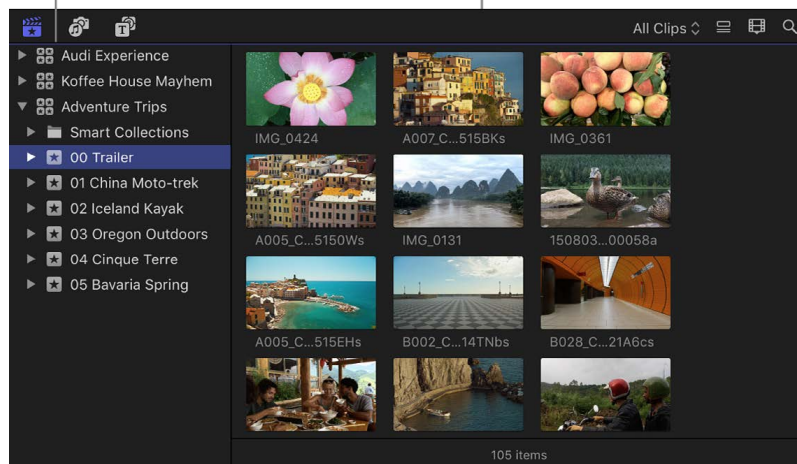 T
All Clips
Audi Experience
Koffee House Mayhem
Adventure Trips
Smart Collections
00 Trailer
01 China Moto-trek
02 Iceland Kayak
03 Oregon Outdoors
04 Cinque Terre
05 Bavaria Spring
IMG_0424 A007_C...515BKs IMG_0361
A005_C...5150Ws IMG_0131 150803...00058a
A005_C...515EHs B002_C...14TNbs B028_C...21A6cs
105 items